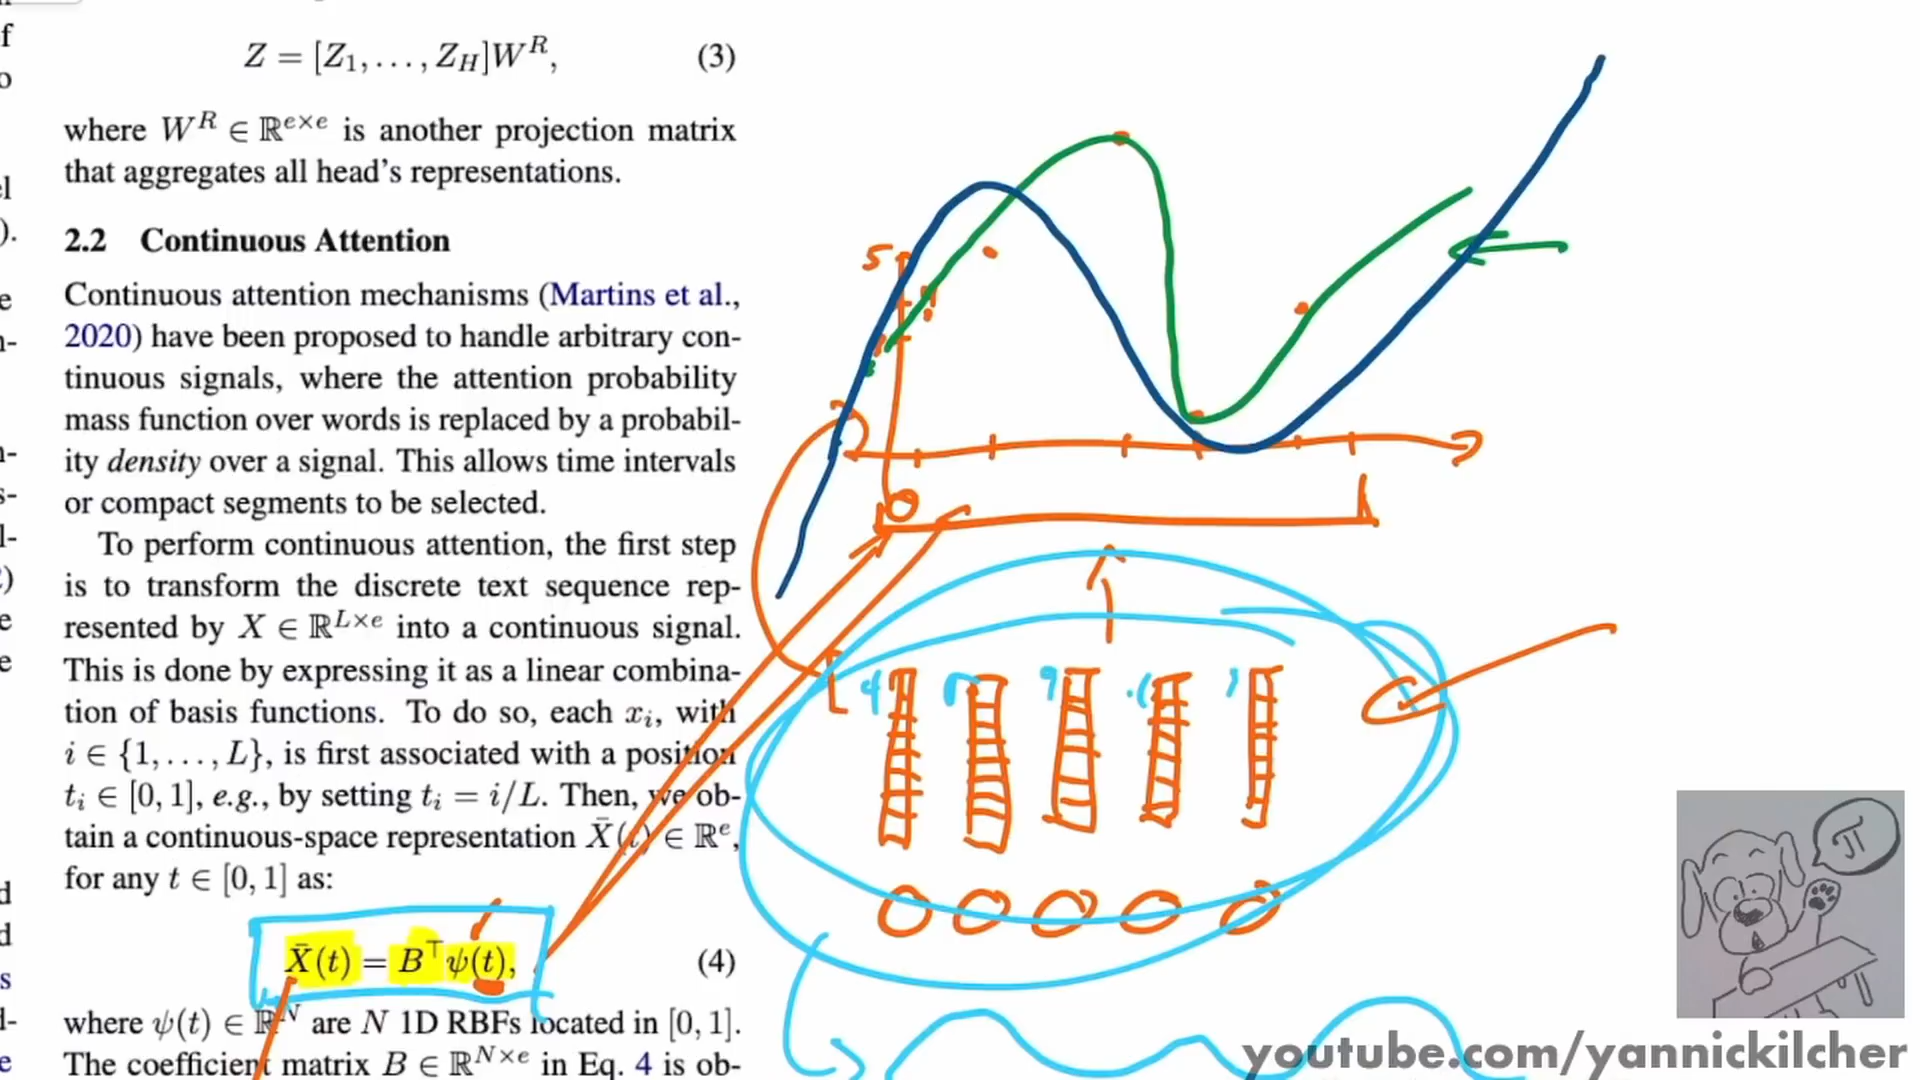 Z = [Z_1, . . . , Z_H]W^R, (3)
where W^R ∈ ℝ^{e×e} is another projection matrix
that aggregates all head's representations.
2.2 Continuous Attention
Continuous attention mechanisms (Martins et al.,
2020) have been proposed to handle arbitrary con-
tinuous signals, where the attention probability
mass function over words is replaced by a probabil-
ity density over a signal. This allows time intervals
or compact segments to be selected.
To perform continuous attention, the first step
is to transform the discrete text sequence rep-
resented by X ∈ ℝ^{L×e} into a continuous signal.
This is done by expressing it as a linear combina-
tion of basis functions. To do so, each x_i, with
i ∈ {1, . . . , L}, is first associated with a position
t_i ∈ [0, 1], e.g., by setting t_i = i/L. Then, we ob-
tain a continuous-space representation X̄(t) ∈ ℝ^e,
for any t ∈ [0, 1] as:
X̄(t) = B^⊤ψ(t), (4)
where ψ(t) ∈ ℝ^N are N 1D RBFs located in [0, 1].
The coefficient matrix B ∈ ℝ^{N×e} in Eq. 4 is ob-
5
0
1
4
9
π
youtube.com/yannickilcher